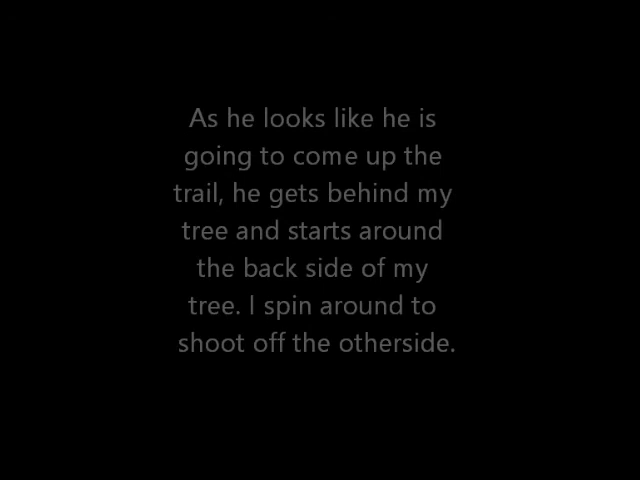 As he looks like he is
going to come up the
trail, he gets behind my
tree and starts around
the back side of my
tree. I spin around to
shoot off the otherside.